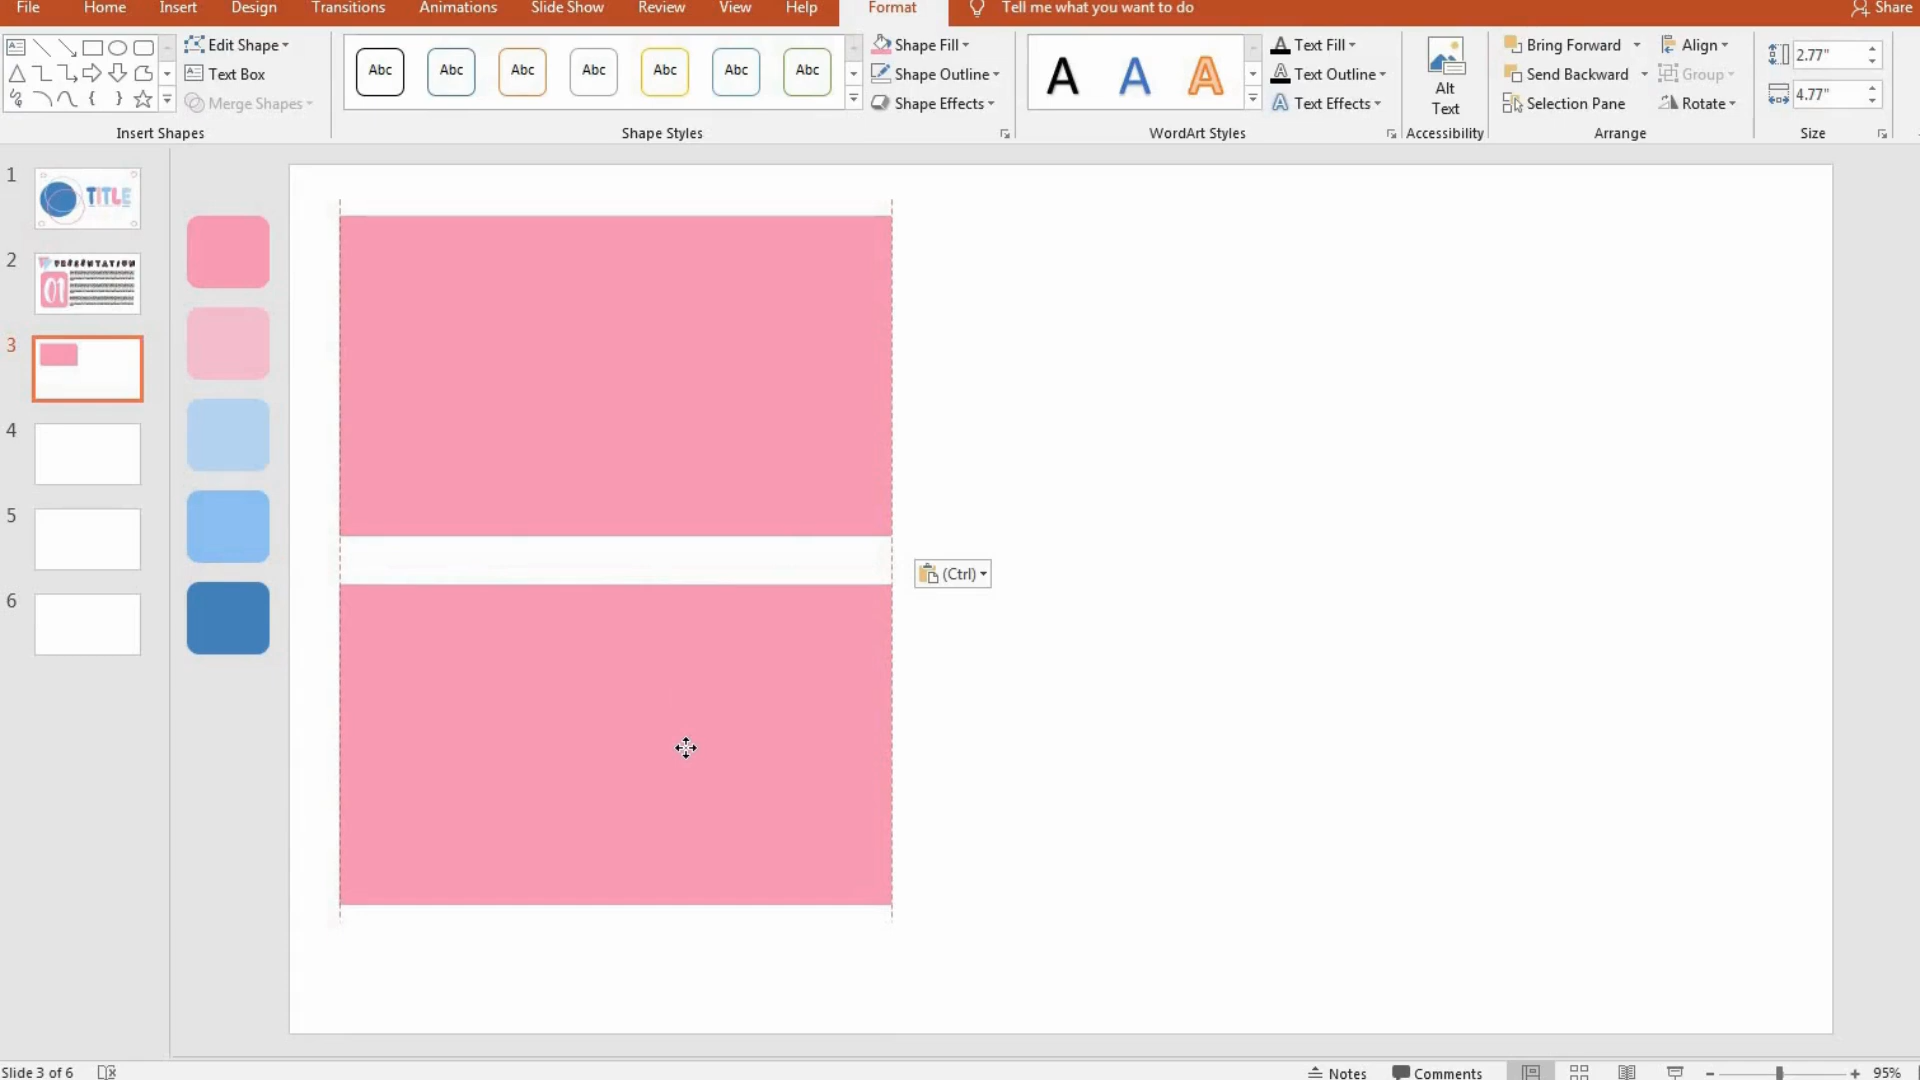 File Home Insert Design Transitions Animations Slide Show Review View Help Format Tell me what you want to do Share
Edit Shape
Text Box
Merge Shapes
Insert Shapes
Abc Abc Abc Abc Abc Abc Abc
Shape Fill
Shape Outline
Shape Effects
Shape Styles
A A A
Text Fill
Text Outline
Text Effects
WordArt Styles
Alt
Text
Accessibility
Bring Forward
Send Backward
Selection Pane
Align
Group
Rotate
Arrange
2.77"
4.77"
Size
1
TITLE
2
PRESENTATION
01
3
4
5
6
(Ctrl)
Slide 3 of 6
Notes Comments 95%